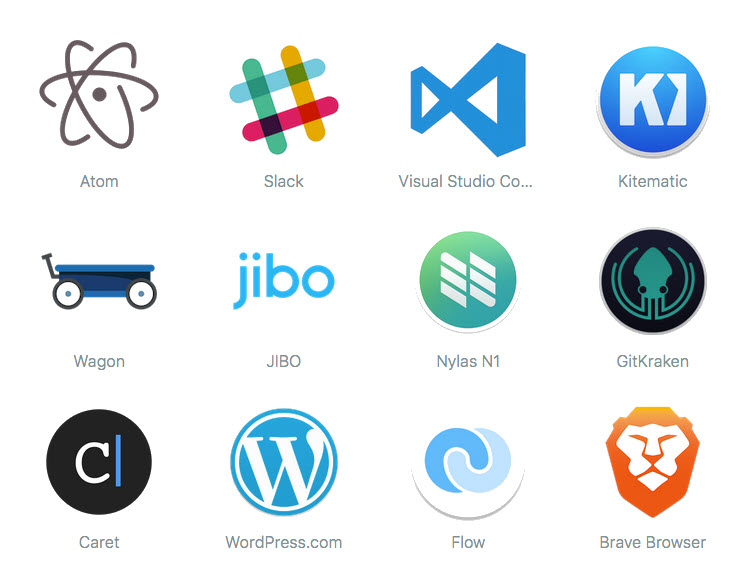 Atom
Slack
Visual Studio Co...
Kitematic
jibo
Wagon
JIBO
Nylas N1
GitKraken
C
W
Caret
WordPress.com
Flow
Brave Browser